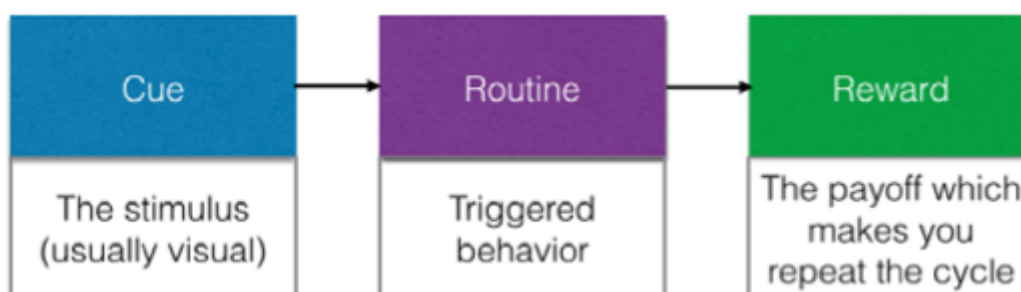 Cue
The stimulus
(usually visual)
Routine
Triggered
behavior
Reward
The payoff which
makes you
repeat the cycle